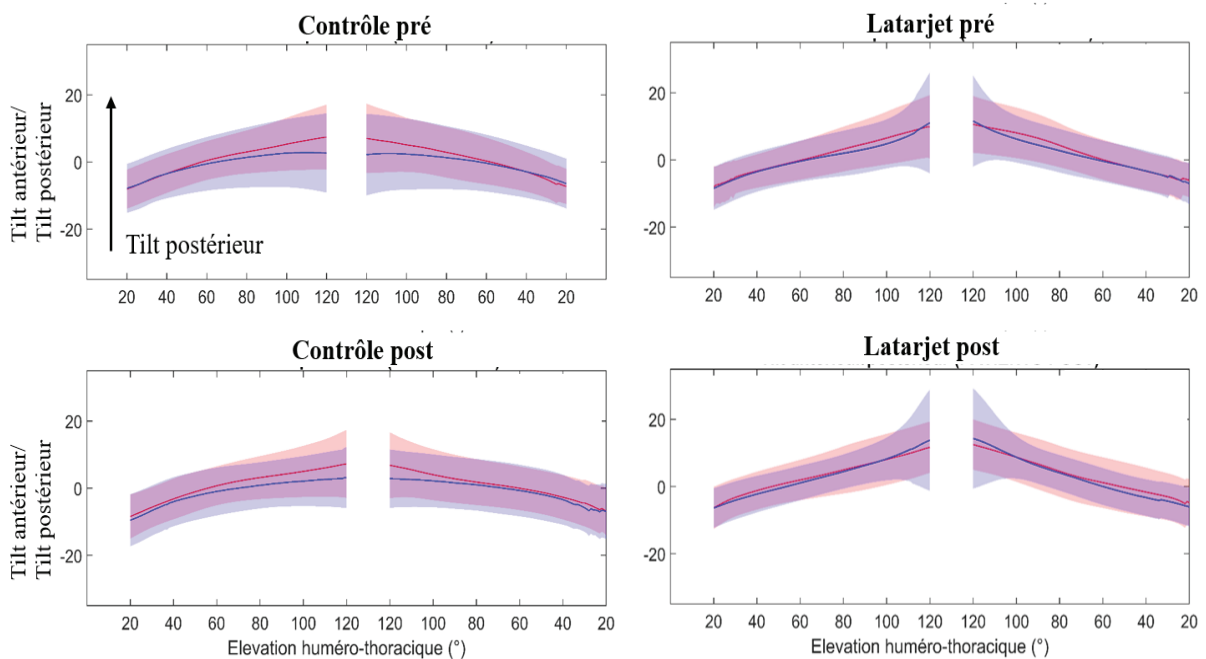 Contrôle pré
Tilt antérieur/
Tilt postérieur
20
0
-20
Tilt postérieur
20 40 60 80 100 120 120 100 80 60 40 20
Latarjet pré
20
0
-20
20 40 60 80 100 120 120 100 80 60 40 20
Contrôle post
Tilt antérieur/
Tilt postérieur
20
0
-20
20 40 60 80 100 120 120 100 80 60 40 20
Elevation huméro-thoracique (°)
Latarjet post
20
0
-20
20 40 60 80 100 120 120 100 80 60 40 20
Elevation huméro-thoracique (°)